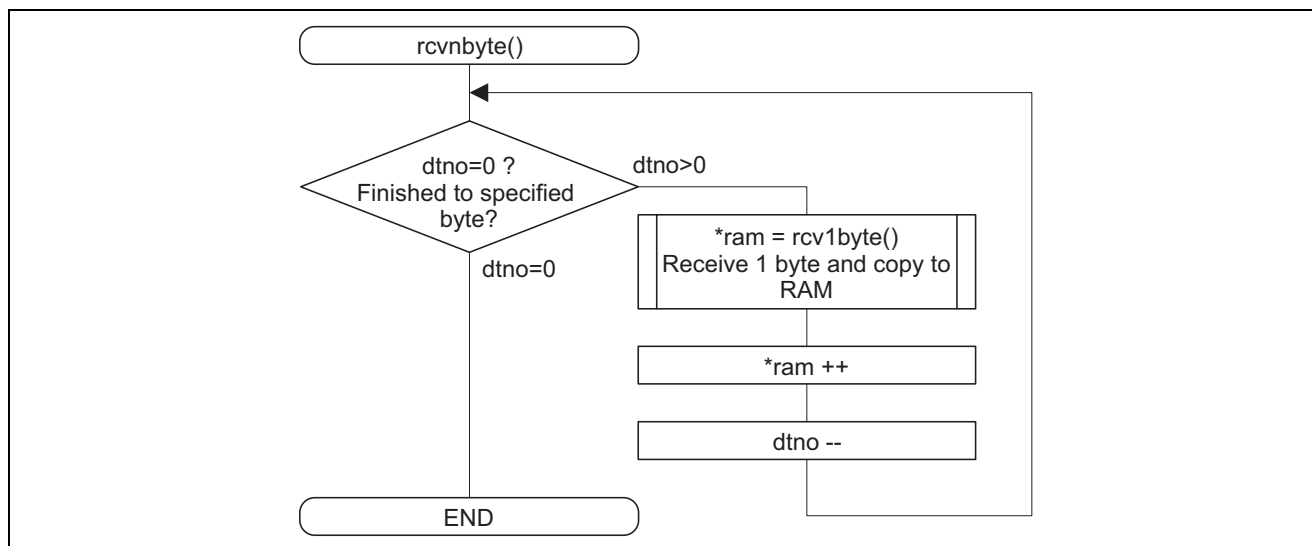 rcvnbyte()
dtno=0 ?
Finished to specified
byte?
dtno>0
dtno=0
*ram = rcv1byte()
Receive 1 byte and copy to
RAM
*ram ++
dtno --
END